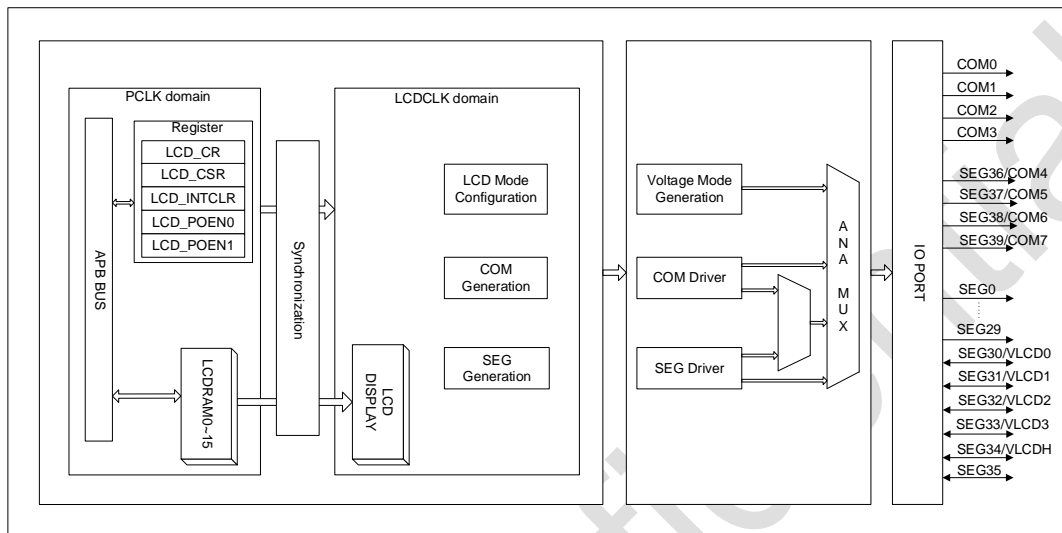 PCLK domain
Register
LCD_CR
LCD_CSR
LCD_INTCLR
LCD_POEN0
LCD_POEN1
APB BUS
LCDRAM0~15
Synchronization
LCDCLK domain
LCD Mode
Configuration
COM
Generation
SEG
Generation
LCD
DISPLAY
Voltage Mode
Generation
COM Driver
SEG Driver
ANA MUX
IO PORT
COM0
COM1
COM2
COM3
SEG36/COM4
SEG37/COM5
SEG38/COM6
SEG39/COM7
SEG0
SEG29
SEG30/VLCD0
SEG31/VLCD1
SEG32/VLCD2
SEG33/VLCD3
SEG34/VLCDH
SEG35